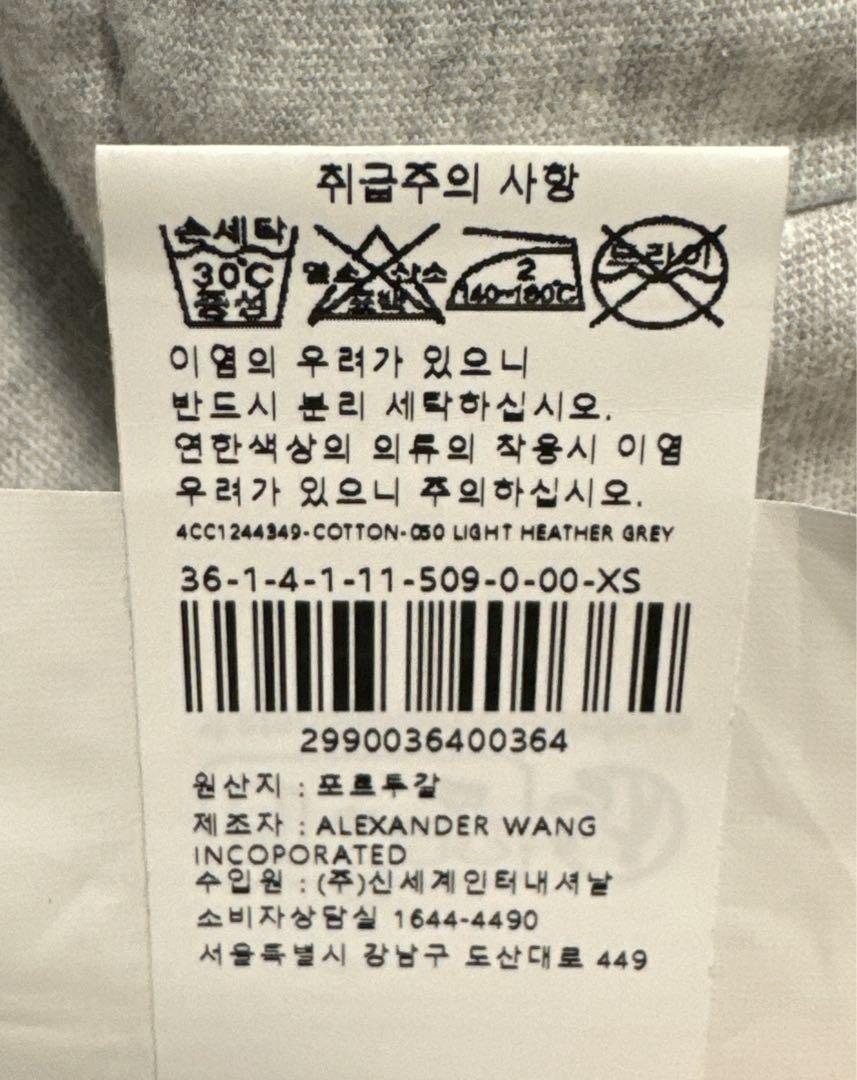 취급주의 사항
손세탁
30℃
중성
염소 산소
표백
2
140~160℃
드라이
이염의 우려가 있으니
반드시 분리 세탁하십시오.
연한색상의 의류의 착용시 이염
우려가 있으니 주의하십시오.
4CC1244349-COTTON-050 LIGHT HEATHER GREY
36-1-4-1-11-509-0-00-XS
2990036400364
원산지 : 포르투갈
제조자 : ALEXANDER WANG
INCOPORATED
수입원 : (주)신세계인터내셔날
소비자상담실 1644-4490
서울특별시 강남구 도산대로 449